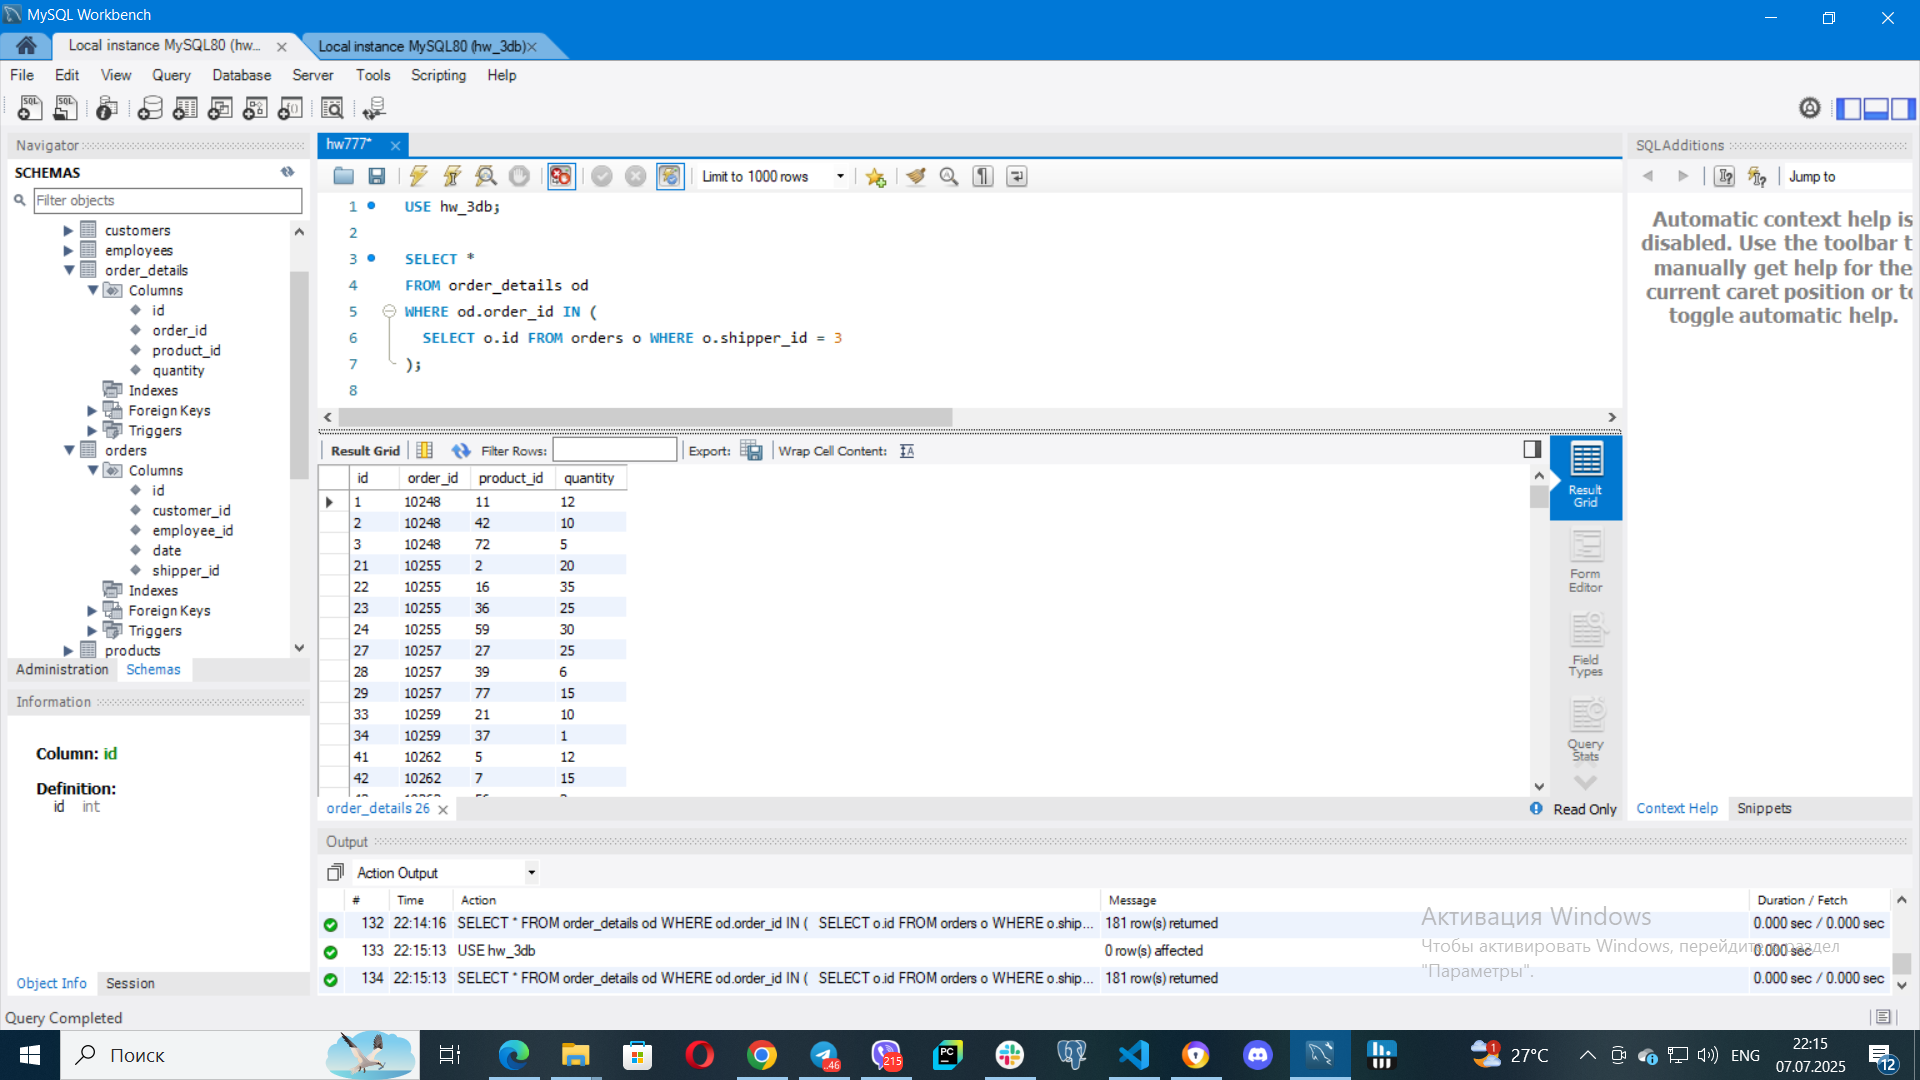 MySQL Workbench
Local instance MySQL80 (hw_...
Local instance MySQL80 (hw_3db)
File Edit View Query Database Server Tools Scripting Help
Navigator
SCHEMAS
Filter objects
customers
employees
order_details
Columns
id
order_id
product_id
quantity
Indexes
Foreign Keys
Triggers
orders
Columns
id
customer_id
employee_id
date
shipper_id
Indexes
Foreign Keys
Triggers
products
Administration Schemas
Information
Column: id
Definition:
id int
Object Info Session
hw777*
Limit to 1000 rows
1 USE hw_3db;
2
3 SELECT *
4 FROM order_details od
5 WHERE od.order_id IN (
6 SELECT o.id FROM orders o WHERE o.shipper_id = 3
7 );
8
Result Grid Filter Rows: Export: Wrap Cell Content:
id order_id product_id quantity
1 10248 11 12
2 10248 42 10
3 10248 72 5
21 10255 2 20
22 10255 16 35
23 10255 36 25
24 10255 59 30
27 10257 27 25
28 10257 39 6
29 10257 77 15
33 10259 21 10
34 10259 37 1
41 10262 5 12
42 10262 7 15
Result Grid
Form Editor
Field Types
Query Stats
order_details 26
Read Only
SQLAdditions
Jump to
Automatic context help is
disabled. Use the toolbar t
manually get help for the
current caret position or to
toggle automatic help.
Context Help Snippets
Output
Action Output
# Time Action Message Duration / Fetch
132 22:14:16 SELECT * FROM order_details od WHERE od.order_id IN ( SELECT o.id FROM orders o WHERE o.ship... 181 row(s) returned 0.000 sec / 0.000 sec
133 22:15:13 USE hw_3db 0 row(s) affected 0.000 sec
134 22:15:13 SELECT * FROM order_details od WHERE od.order_id IN ( SELECT o.id FROM orders o WHERE o.ship... 181 row(s) returned 0.000 sec / 0.000 sec
Активация Windows
Чтобы активировать Windows, перейдите в раздел
"Параметры".
Query Completed
Поиск
..46
215
PC
1
27°C
ENG
22:15
07.07.2025
12